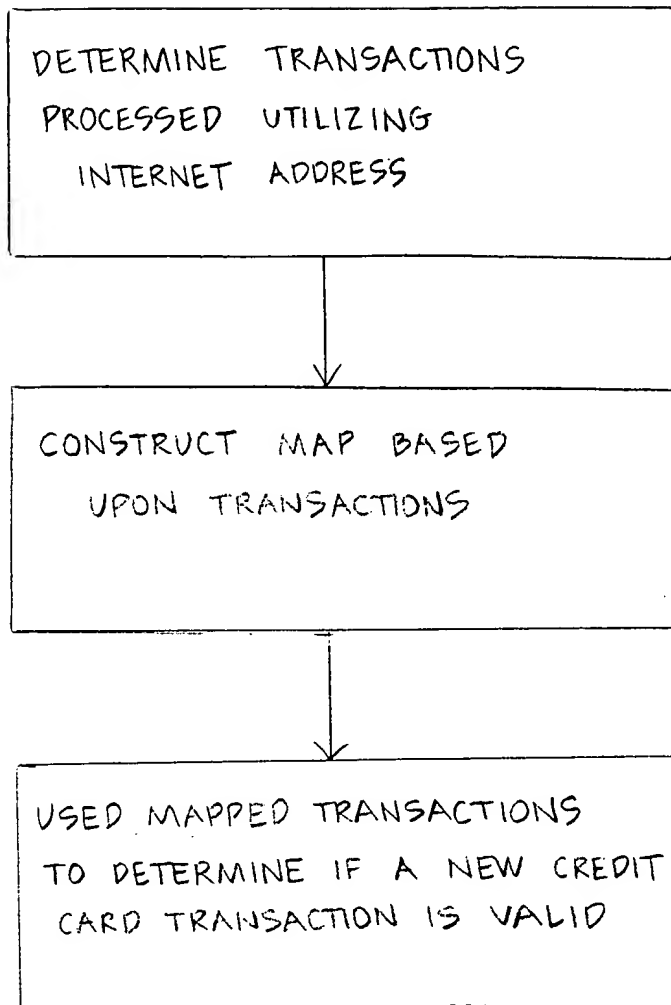 DETERMINE TRANSACTIONS
PROCESSED UTILIZING
INTERNET ADDRESS
CONSTRUCT MAP BASED
UPON TRANSACTIONS
USED MAPPED TRANSACTIONS
TO DETERMINE IF A NEW CREDIT
CARD TRANSACTION IS VALID